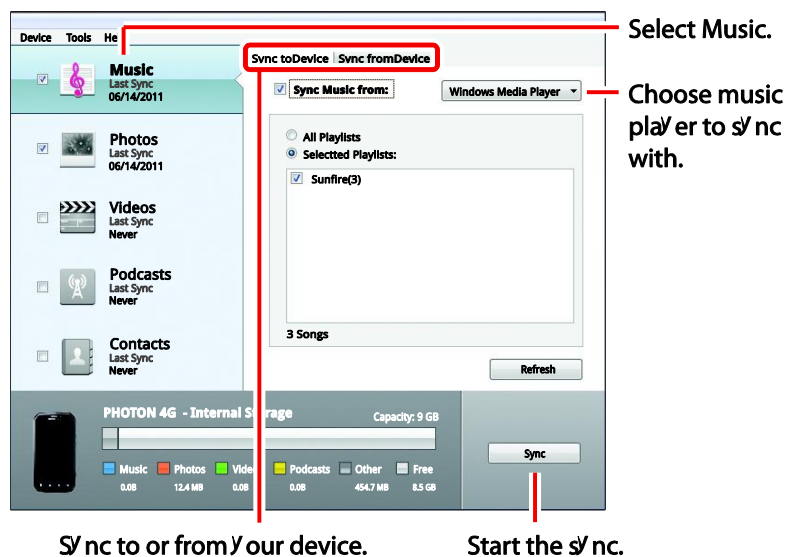 Device Tools He
Select Music.
Music
Last Sync
06/14/2011
Sync toDevice | Sync fromDevice
Sync Music from:
Windows Media Player
Choose music
player to sync
with.
All Playlists
Selectted Playlists:
Sunfire(3)
3 Songs
Refresh
Photos
Last Sync
06/14/2011
Videos
Last Sync
Never
Podcasts
Last Sync
Never
Contacts
Last Sync
Never
PHOTON 4G - Internal St rage
Capacity: 9 GB
Music Photos Vide Podcasts Other Free
0.0B 12.4 MB 0.0B 0.0B 454.7 MB 8.5 GB
Sync
Sync to or from your device.
Start the sync.